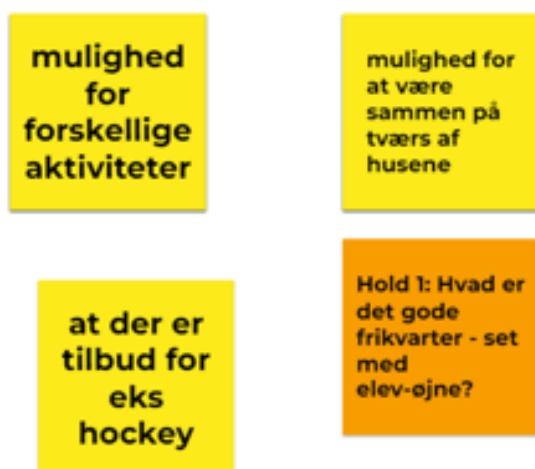 mulighed
for
forskellige
aktiviteter
mulighed for
at være
sammen på
tværs af
husene
at der er
tilbud for
eks
hockey
Hold 1: Hvad er
det gode
frikvarter - set
med
elev-øjne?